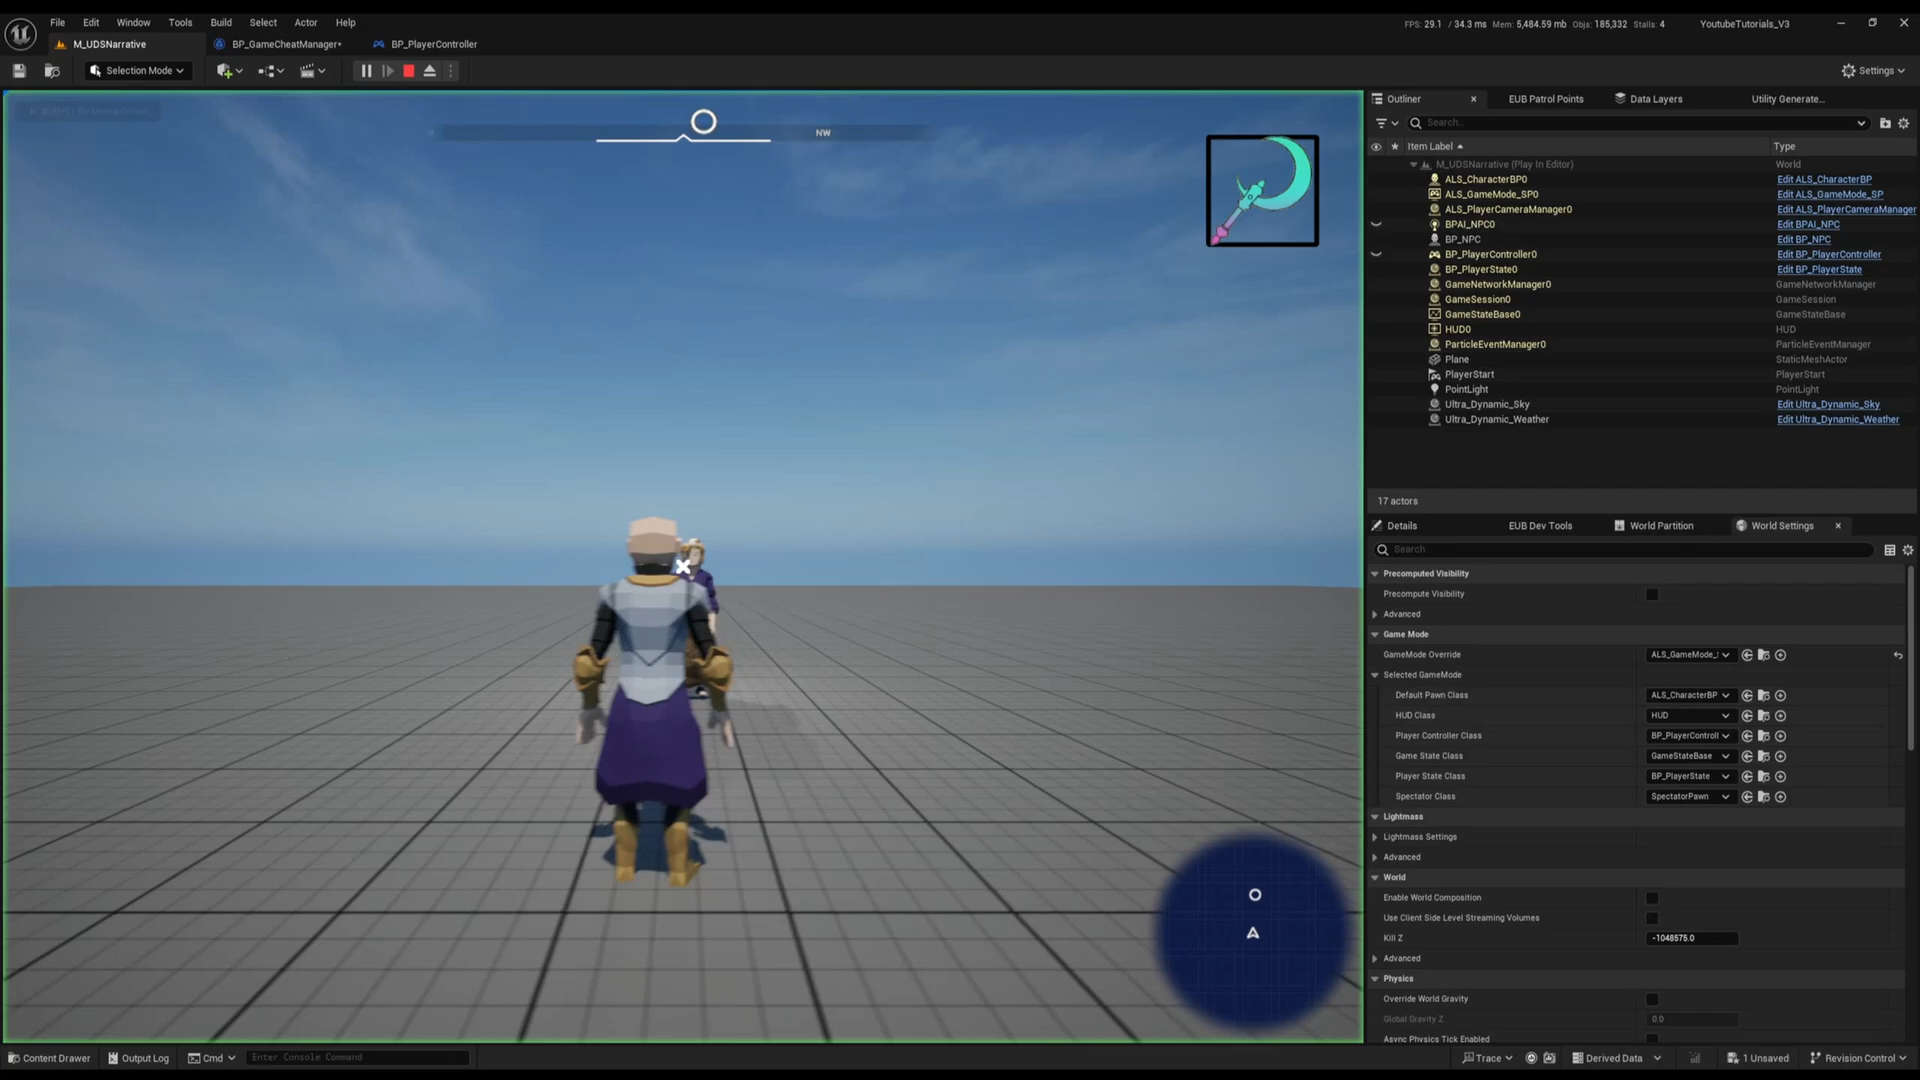 File Edit Window Tools Build Select Actor Help
FPS: 29.1 / 34.3 ms Mem: 5,484.59 mb Objs: 185,332 Stalls: 4
YoutubeTutorials_V3
M_UDSNarrative
BP_GameCheatManager*
BP_PlayerController
Selection Mode
Settings
NW
Outliner
EUB Patrol Points
Data Layers
Utility Generate...
Search...
Item Label
Type
M_UDSNarrative (Play In Editor) World
ALS_CharacterBP0 Edit ALS_CharacterBP
ALS_GameMode_SP0 Edit ALS_GameMode_SP
ALS_PlayerCameraManager0 Edit ALS_PlayerCameraManager
BPAI_NPC0 Edit BPAI_NPC
BP_NPC Edit BP_NPC
BP_PlayerController0 Edit BP_PlayerController
BP_PlayerState0 Edit BP_PlayerState
GameNetworkManager0 GameNetworkManager
GameSession0 GameSession
GameStateBase0 GameStateBase
HUD0 HUD
ParticleEventManager0 ParticleEventManager
Plane StaticMeshActor
PlayerStart PlayerStart
PointLight PointLight
Ultra_Dynamic_Sky Edit Ultra_Dynamic_Sky
Ultra_Dynamic_Weather Edit Ultra_Dynamic_Weather
17 actors
Details
EUB Dev Tools
World Partition
World Settings
Search
Precomputed Visibility
Precompute Visibility
Advanced
Game Mode
GameMode Override ALS_GameMode_
Selected GameMode
Default Pawn Class ALS_CharacterBP
HUD Class HUD
Player Controller Class BP_PlayerControll
Game State Class GameStateBase
Player State Class BP_PlayerState
Spectator Class SpectatorPawn
Lightmass
Lightmass Settings
Advanced
World
Enable World Composition
Use Client Side Level Streaming Volumes
Kill Z -1048575.0
Advanced
Physics
Override World Gravity
Global Gravity Z 0.0
Async Physics Tick Enabled
Content Drawer
Output Log
Cmd
Enter Console Command
Trace
Derived Data
1 Unsaved
Revision Control